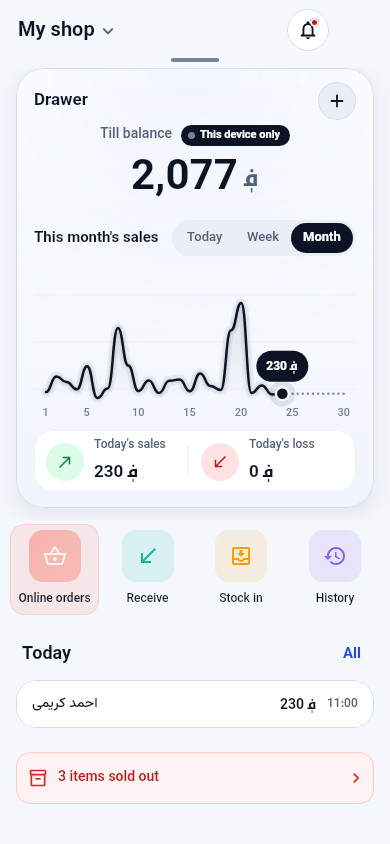 My shop
Drawer
Till balance
This device only
2,077 ؋
This month's sales
Today Week Month
230 ؋
1 5 10 15 20 25 30
Today's sales
230 ؋
Today's loss
0 ؋
Online orders
Receive
Stock in
History
Today
All
احمد کریمی
230 ؋
11:00
3 items sold out